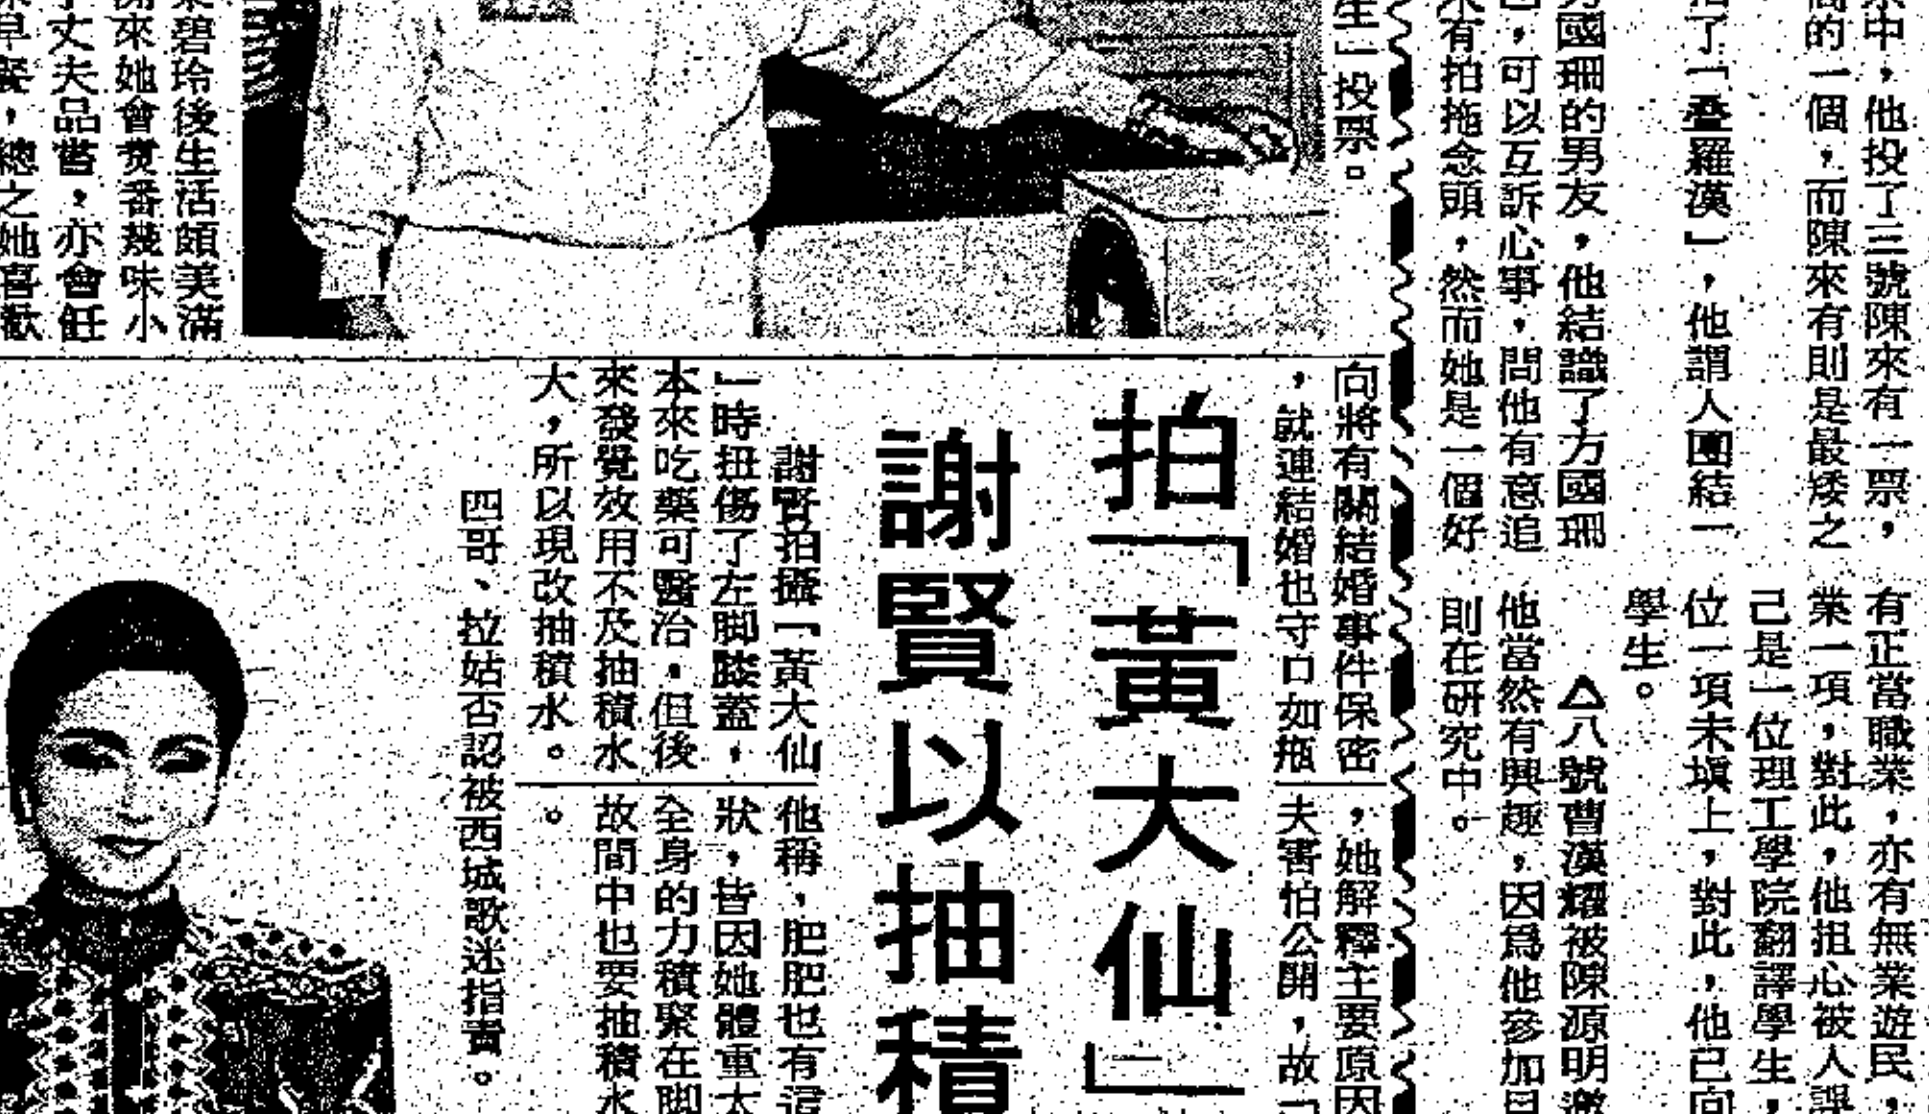 眾中，他投了三號陳來有一票，
的一個，而陳來有則是最矮之
了「疊羅漢」，他謂人團結一
國珊的男友，他結識了方國珊
，可以互訴心事，問他有意追
有拍拖念頭，然而她是一個好
有正當職業，亦有無業遊民，
業一項，對此，他担心被人誤
己是一位理工學院翻譯學生，
位一項未填上，對此，他已向
學生。
△八號曹漢耀被陳源明邀
他當然有興趣，因爲他參加
則在研究中。
生」投票。
向將有關結婚事件保密
，就連結婚也守口如瓶
，她解釋主要原因
夫害怕公開，故
拍「黃大仙」
謝賢以抽積
謝賢拍攝「黃大仙
」時扭傷了左脚膝蓋，
本來吃藥可醫治，但後
來發覺效用不及抽積水
大，所以現改抽積水。
他稱，肥肥也有這
狀，皆因她體重太
全身的力積聚在脚
故間中也要抽積水
。
四哥、拉姑否認被西城歌迷指責。
碧玲後生活頗美滿
來她會煲番幾味小
丈夫品嘗，亦會任
早餐，總之她喜歡